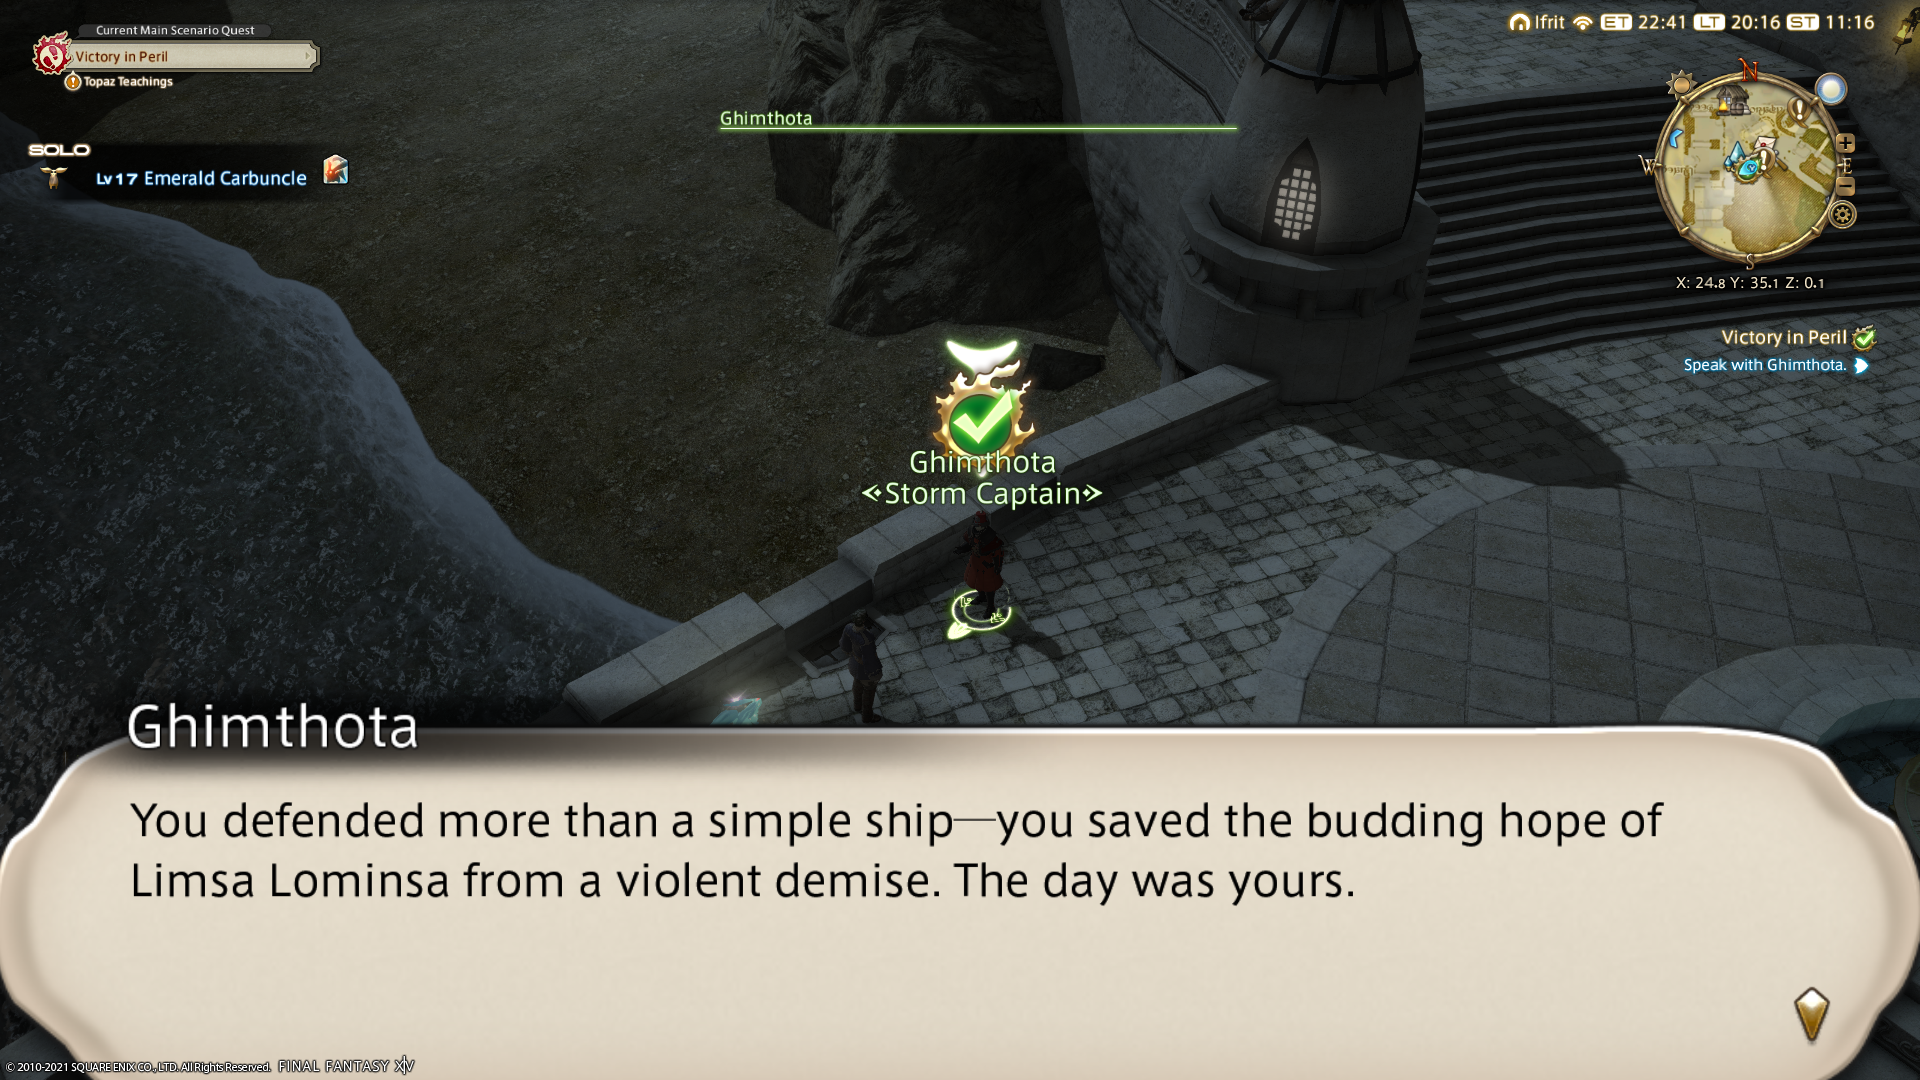 Current Main Scenario Quest
Victory in Peril
Topaz Teachings
SOLO
Lv17 Emerald Carbuncle
Ghimthota
Ifrit ET 22:41 LT 20:16 ST 11:16
N
W
E
S
X: 24.8 Y: 35.1 Z: 0.1
Victory in Peril
Speak with Ghimthota.
Ghimthota
Storm Captain
Ghimthota
You defended more than a simple ship—you saved the budding hope of
Limsa Lominsa from a violent demise. The day was yours.
© 2010-2021 SQUARE ENIX CO., LTD. All Rights Reserved. FINAL FANTASY XIV